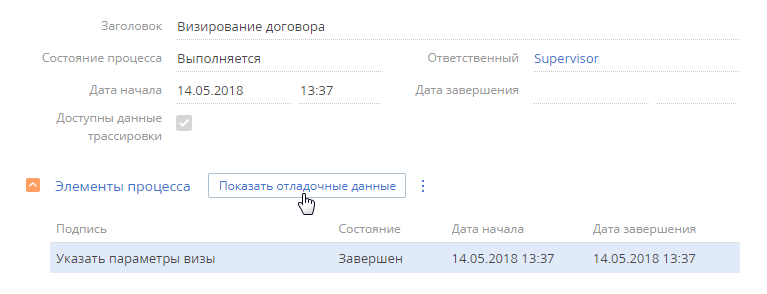 Заголовок Визирование договора
Состояние процесса Выполняется Ответственный Supervisor
Дата начала 14.05.2018 13:37 Дата завершения
Доступны данные
трассировки
Элементы процесса Показать отладочные данные
Подпись Состояние Дата начала Дата завершения
Указать параметры визы Завершен 14.05.2018 13:37 14.05.2018 13:37